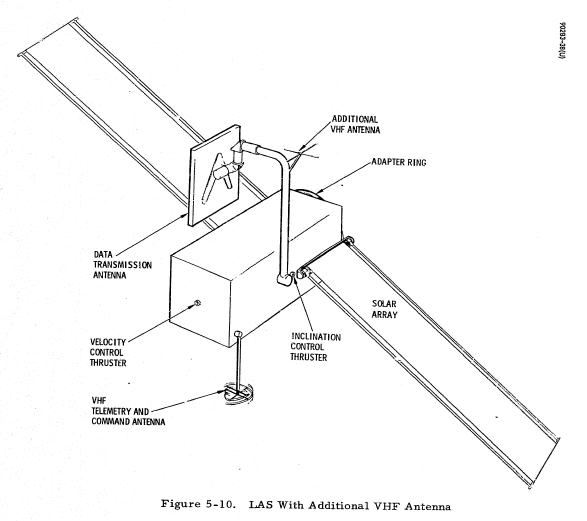 90283-38(U)
ADDITIONAL
VHF ANTENNA
ADAPTER RING
DATA
TRANSMISSION
ANTENNA
SOLAR
ARRAY
VELOCITY
CONTROL
THRUSTER
INCLINATION
CONTROL
THRUSTER
VHF
TELEMETRY AND
COMMAND ANTENNA
Figure 5-10. LAS With Additional VHF Antenna